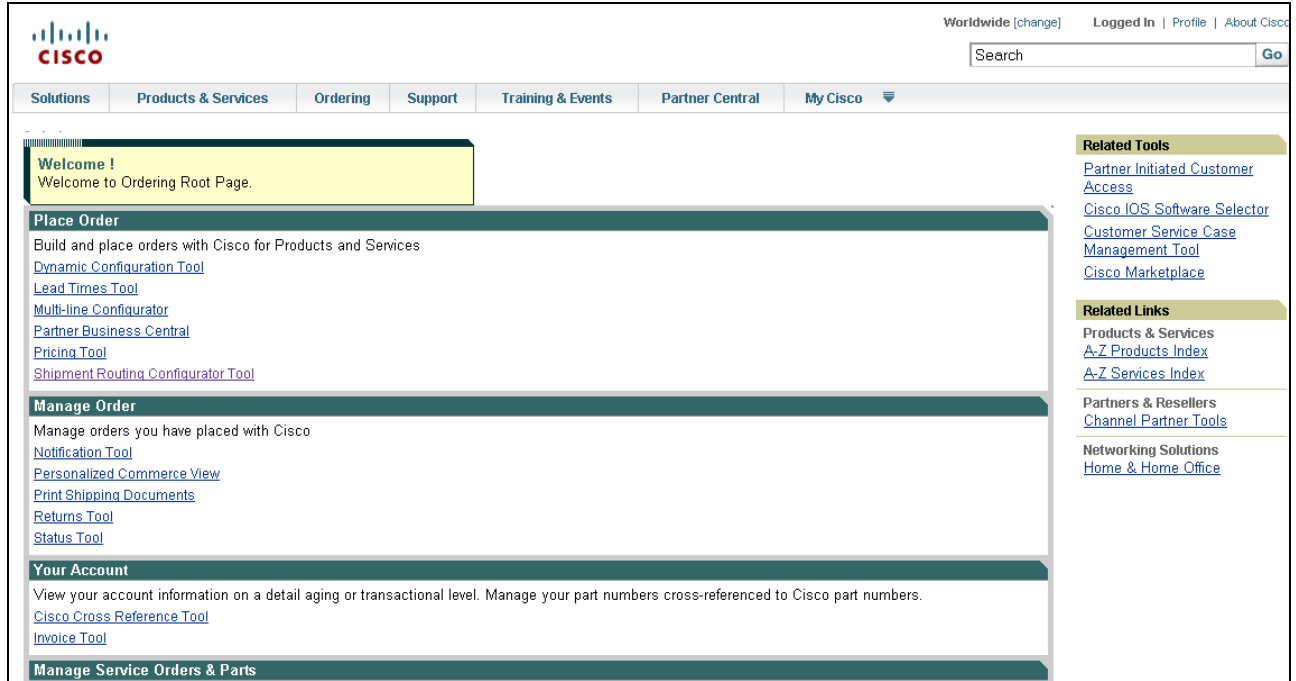 Worldwide [change] Logged In | Profile | About Cisco
CISCO
Search Go
Solutions Products & Services Ordering Support Training & Events Partner Central My Cisco
Welcome !
Welcome to Ordering Root Page.
Place Order
Build and place orders with Cisco for Products and Services
Dynamic Configuration Tool
Lead Times Tool
Multi-line Configurator
Partner Business Central
Pricing Tool
Shipment Routing Configurator Tool
Manage Order
Manage orders you have placed with Cisco
Notification Tool
Personalized Commerce View
Print Shipping Documents
Returns Tool
Status Tool
Your Account
View your account information on a detail aging or transactional level. Manage your part numbers cross-referenced to Cisco part numbers.
Cisco Cross Reference Tool
Invoice Tool
Manage Service Orders & Parts
Related Tools
Partner Initiated Customer
Access
Cisco IOS Software Selector
Customer Service Case
Management Tool
Cisco Marketplace
Related Links
Products & Services
A-Z Products Index
A-Z Services Index
Partners & Resellers
Channel Partner Tools
Networking Solutions
Home & Home Office